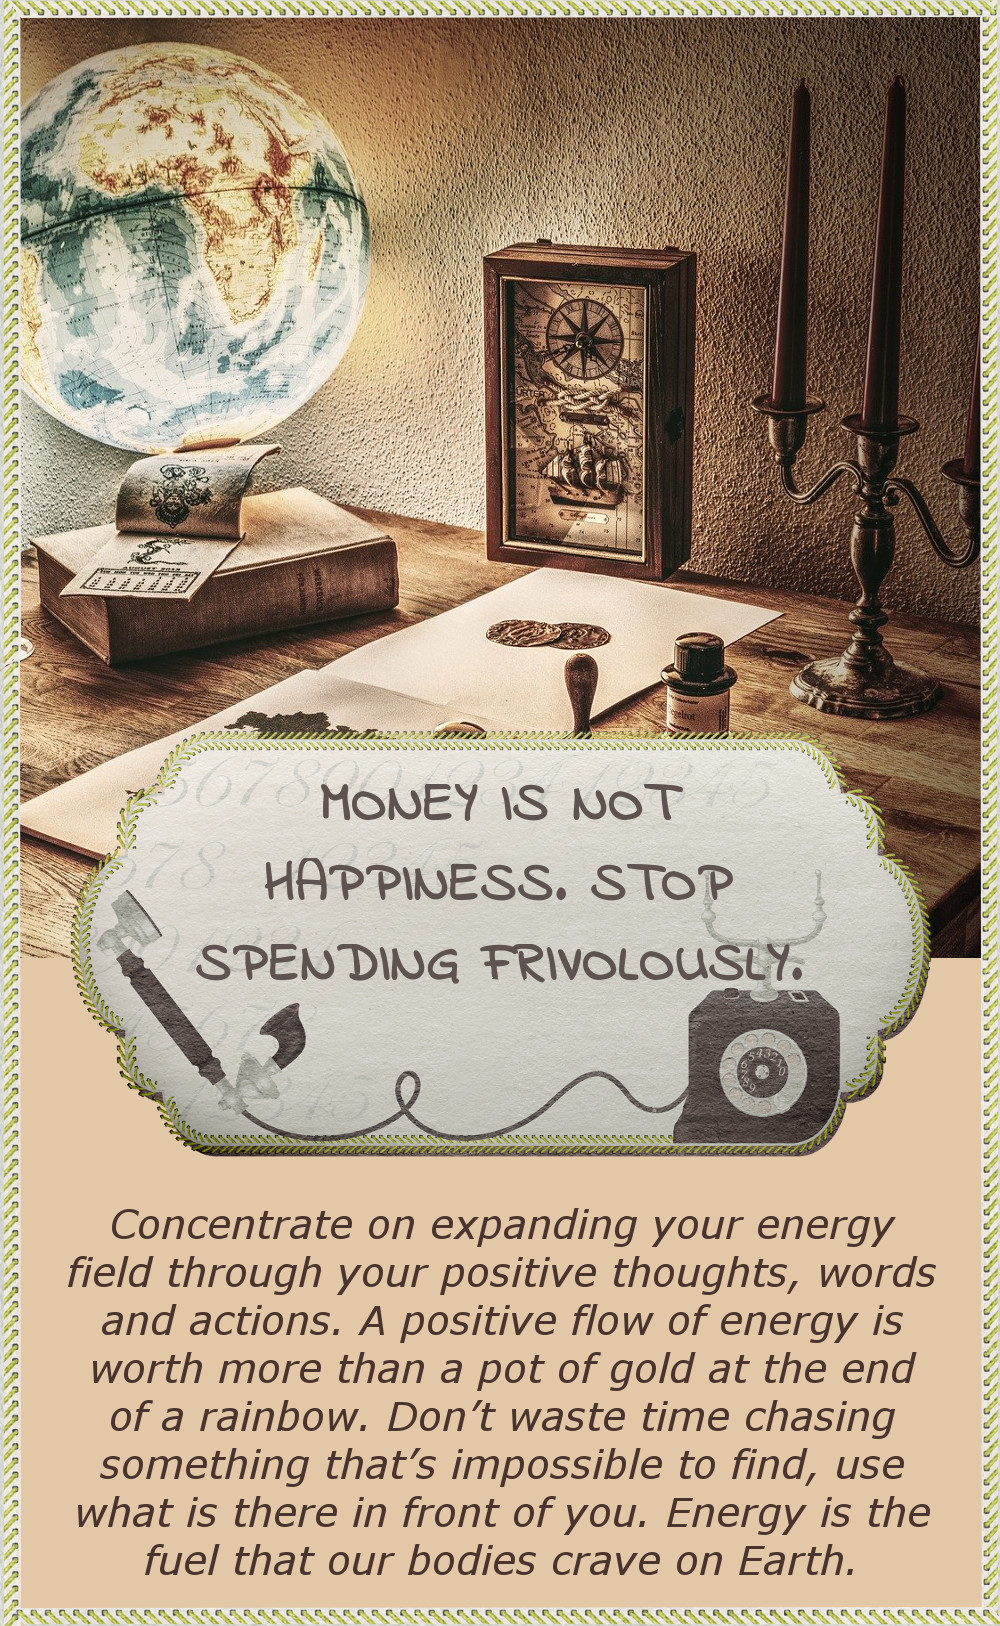 AUGUST 2014
MONEY IS NOT
HAPPINESS. STOP
SPENDING FRIVOLOUSLY.
Concentrate on expanding your energy
field through your positive thoughts, words
and actions. A positive flow of energy is
worth more than a pot of gold at the end
of a rainbow. Don’t waste time chasing
something that’s impossible to find, use
what is there in front of you. Energy is the
fuel that our bodies crave on Earth.